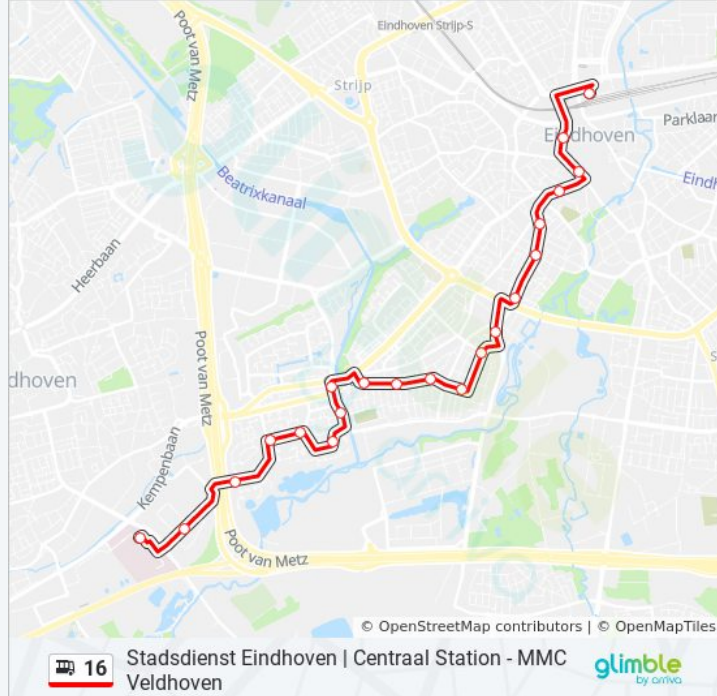 Poot van Metz
Eindhoven Strijp-S
Strijp
Parklaan
Eindhoven
Beatrixkanaal
Eindh
Heerbaan
Poot van Metz
dhoven
Kempenbaan
Poot van Metz
© OpenStreetMap contributors | © OpenMapTiles
16
Stadsdienst Eindhoven | Centraal Station - MMC
Veldhoven
glimble
by arriva